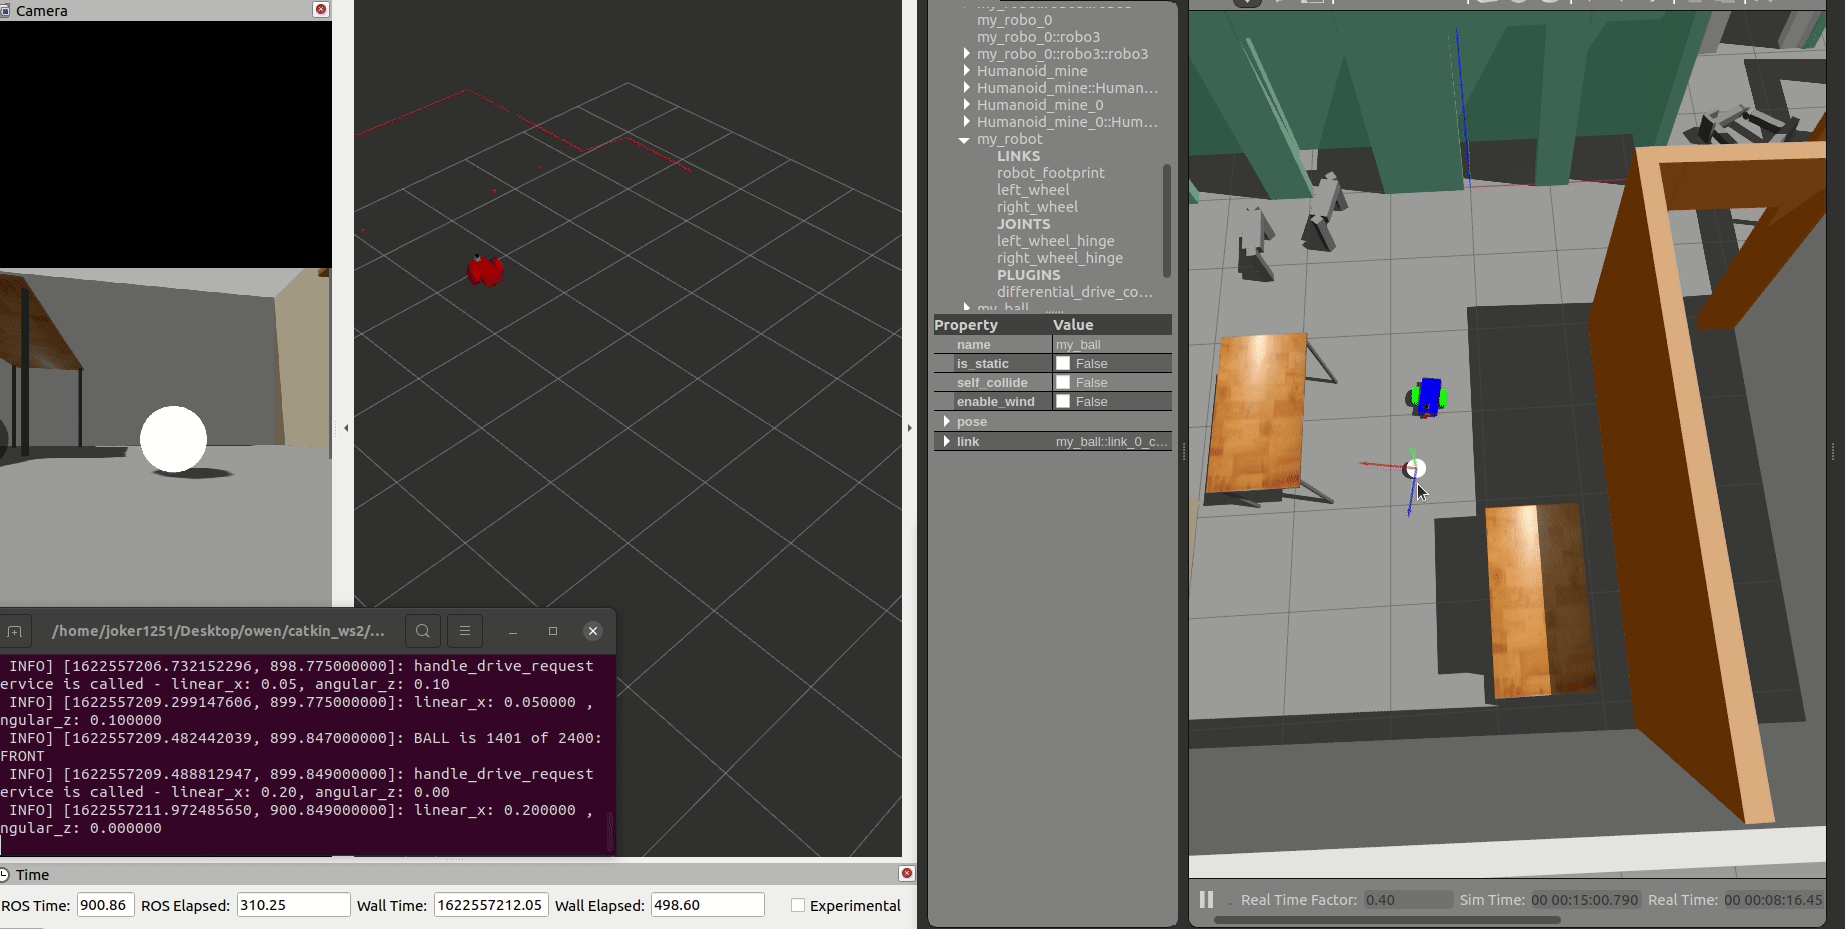 Camera
/home/joker1251/Desktop/owen/catkin_ws2/...
INFO] [1622557206.732152296, 898.775000000]: handle_drive_request
ervice is called - linear_x: 0.05, angular_z: 0.10
INFO] [1622557209.299147606, 899.775000000]: linear_x: 0.050000 ,
ngular_z: 0.100000
INFO] [1622557209.482442039, 899.847000000]: BALL is 1401 of 2400:
FRONT
INFO] [1622557209.488812947, 899.849000000]: handle_drive_request
ervice is called - linear_x: 0.20, angular_z: 0.00
INFO] [1622557211.972485650, 900.849000000]: linear_x: 0.200000 ,
ngular_z: 0.000000
Time
ROS Time: 900.86 ROS Elapsed: 310.25 Wall Time: 1622557212.05 Wall Elapsed: 498.60 Experimental
my_robo_0
my_robo_0::robo3
my_robo_0::robo3::robo3
Humanoid_mine
Humanoid_mine::Human...
Humanoid_mine_0
Humanoid_mine_0::Hum...
my_robot
LINKS
robot_footprint
left_wheel
right_wheel
JOINTS
left_wheel_hinge
right_wheel_hinge
PLUGINS
differential_drive_co...
my_ball
Property Value
name my_ball
is_static False
self_collide False
enable_wind False
pose
link my_ball::link_0_c...
Real Time Factor: 0.40 Sim Time: 00 00:15:00.790 Real Time: 00 00:08:16.45